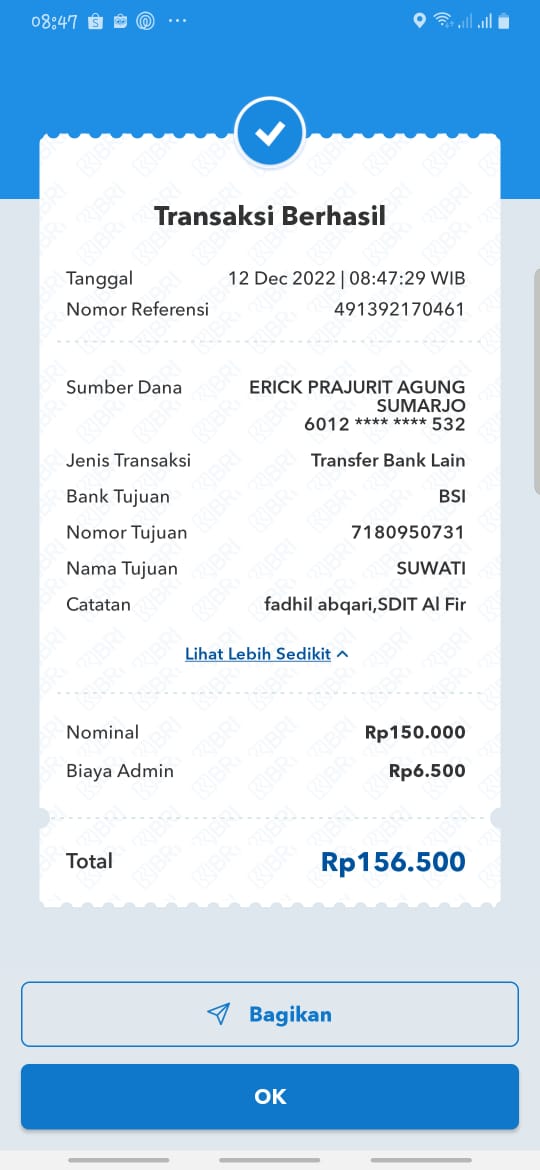 08:47
Transaksi Berhasil
Tanggal 12 Dec 2022 | 08:47:29 WIB
Nomor Referensi 491392170461
Sumber Dana ERICK PRAJURIT AGUNG
SUMARJO
6012 **** **** 532
Jenis Transaksi Transfer Bank Lain
Bank Tujuan BSI
Nomor Tujuan 7180950731
Nama Tujuan SUWATI
Catatan fadhil abqari,SDIT Al Fir
Lihat Lebih Sedikit
Nominal Rp150.000
Biaya Admin Rp6.500
Total Rp156.500
Bagikan
OK